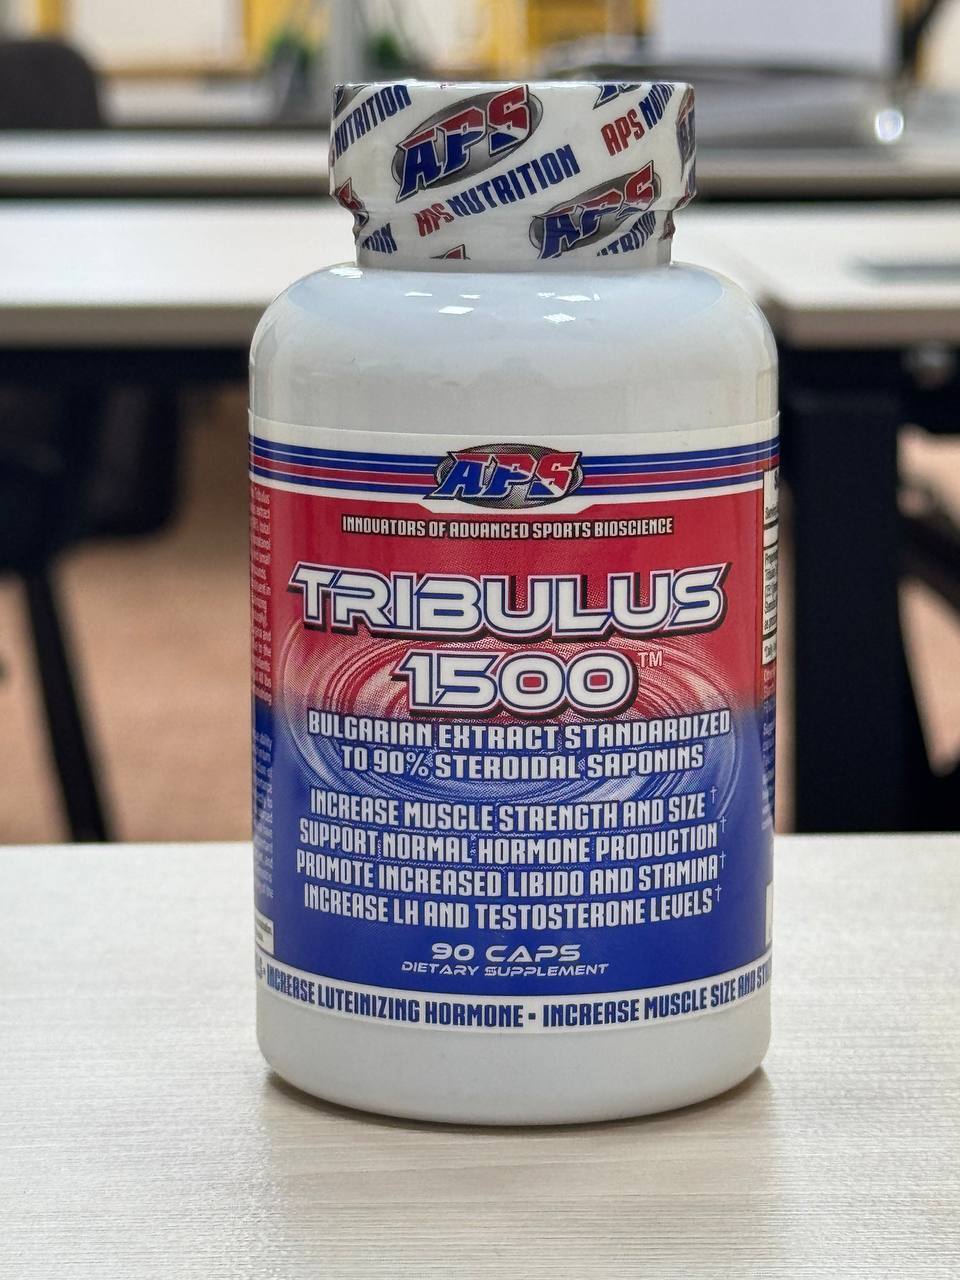 NUTRITION
APS
APS NUTRITION
APS NUTRITION
APS
APS
INNOVATORS OF ADVANCED SPORTS BIOSCIENCE
TRIBULUS
1500™
BULGARIAN EXTRACT STANDARDIZED
TO 90% STEROIDAL SAPONINS
INCREASE MUSCLE STRENGTH AND SIZE†
SUPPORT NORMAL HORMONE PRODUCTION†
PROMOTE INCREASED LIBIDO AND STAMINA†
INCREASE LH AND TESTOSTERONE LEVELS†
90 CAPS
DIETARY SUPPLEMENT
INCREASE LUTEINIZING HORMONE • INCREASE MUSCLE SIZE AND